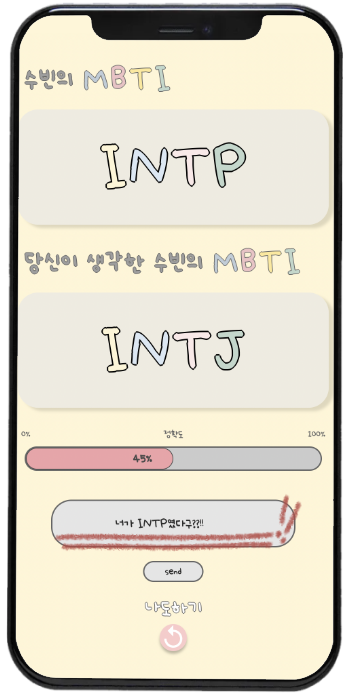 수빈의 MBTI
INTP
당신이 생각한 수빈의 MBTI
INTJ
0% 정확도 100%
45%
너가 INTP였다구??!!
send
나도하기